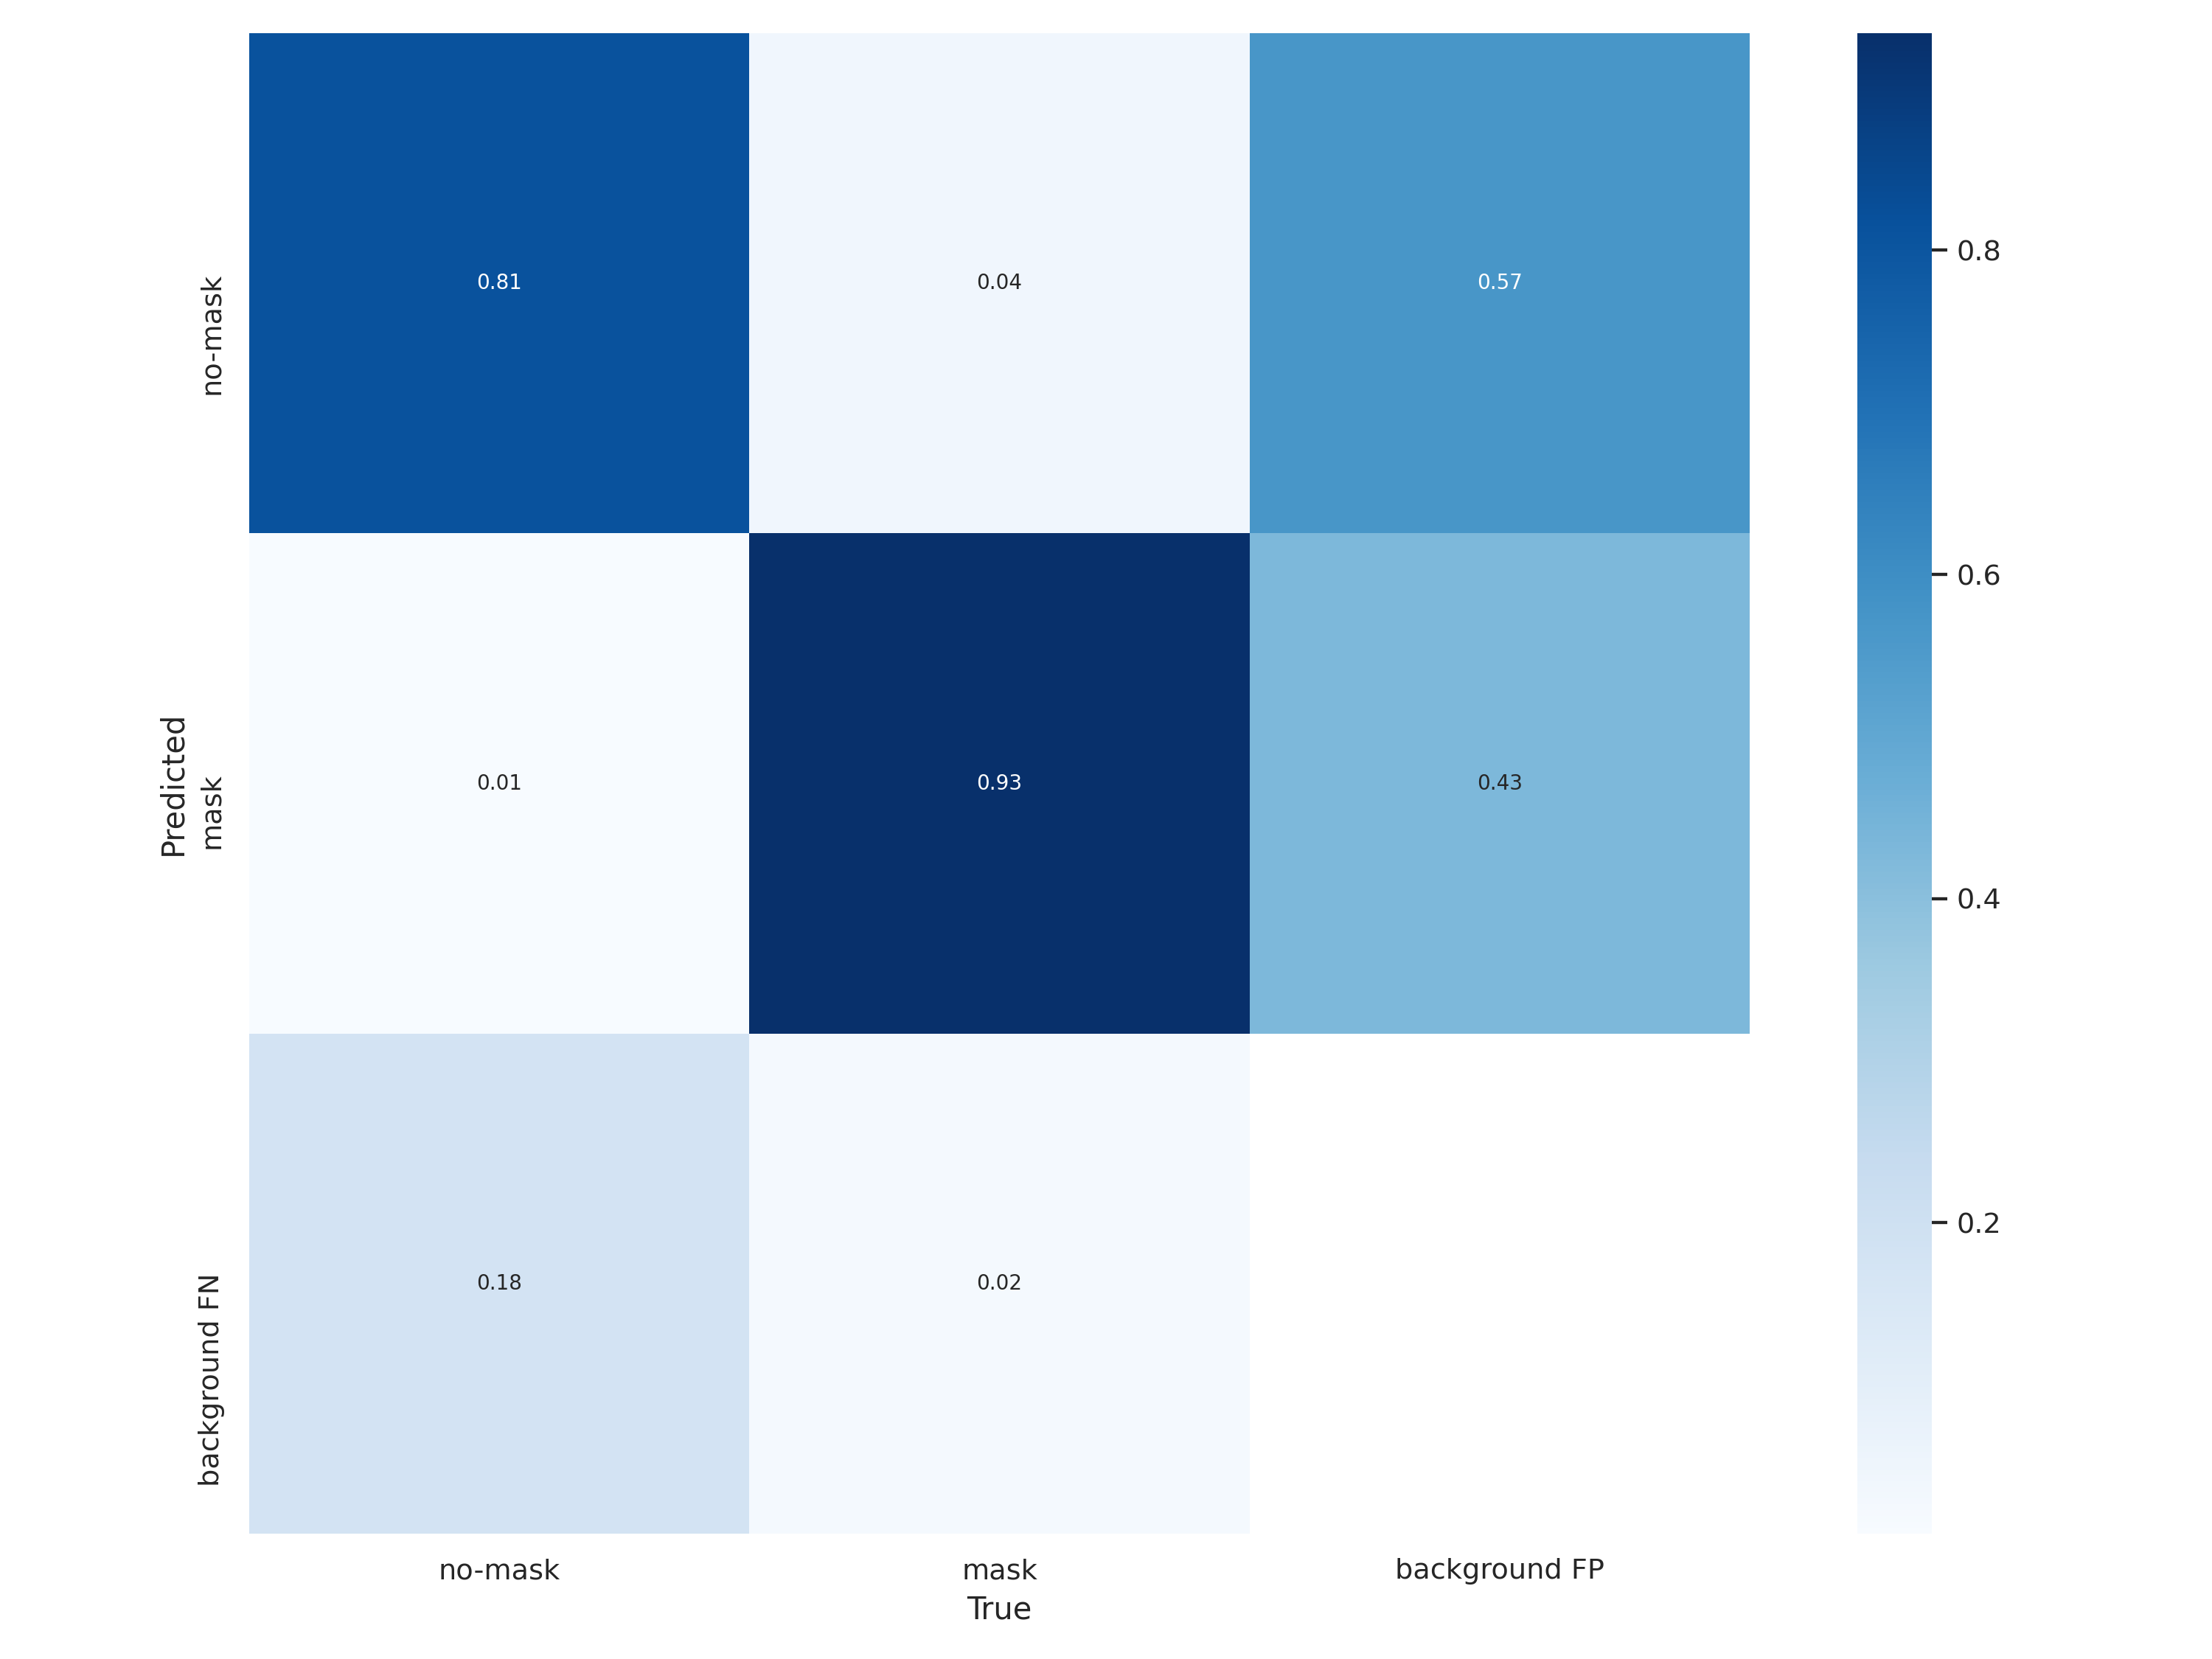 0.81 0.04 0.57
0.01 0.93 0.43
0.18 0.02
no-mask
mask
background FN
Predicted
no-mask mask background FP
True
0.8
0.6
0.4
0.2